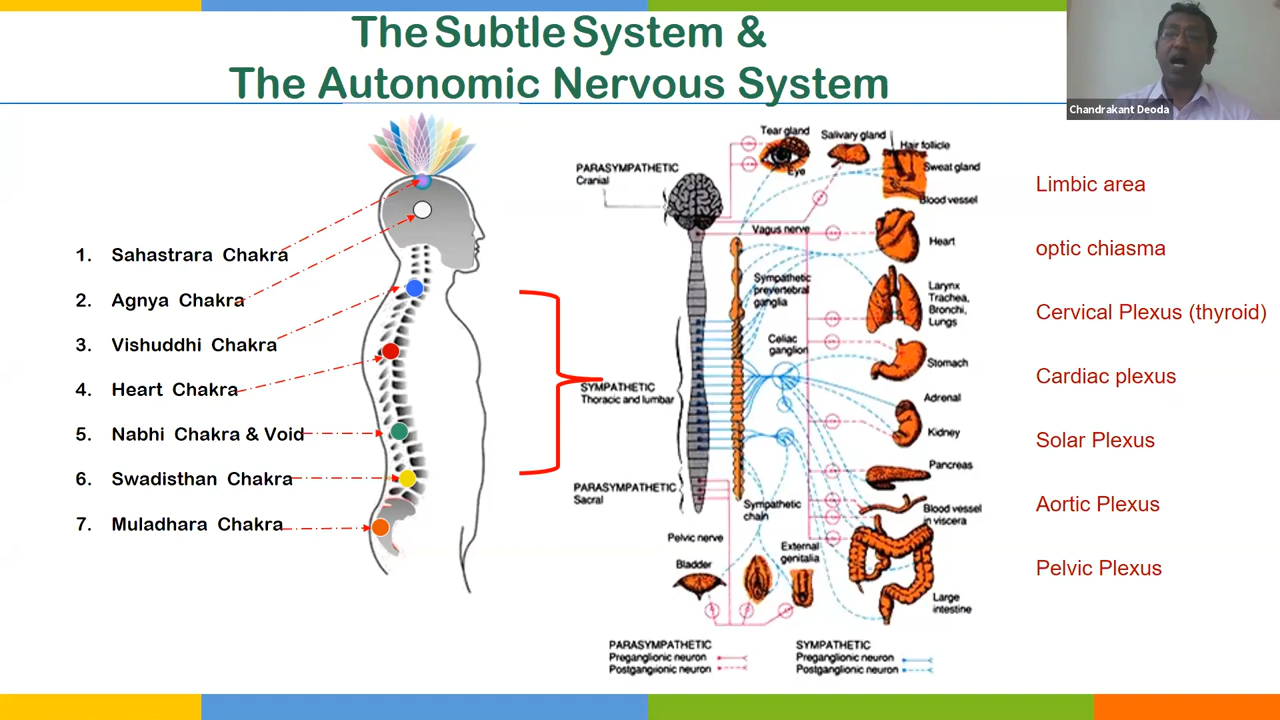 The Subtle System &
The Autonomic Nervous System
Chandrakant Deoda
1. Sahastrara Chakra
2. Agnya Chakra
3. Vishuddhi Chakra
4. Heart Chakra
5. Nabhi Chakra & Void
6. Swadisthan Chakra
7. Muladhara Chakra
PARASYMPATHETIC
Cranial
Tear gland
Eye
Salivary gland
Hair follicle
Sweat gland
Blood vessel
Vagus nerve
Heart
Sympathetic
prevertebral
ganglia
Larynx
Trachea,
Bronchi,
Lungs
Celiac
ganglion
Stomach
SYMPATHETIC
Thoracic and lumbar
Adrenal
Kidney
Pancreas
PARASYMPATHETIC
Sacral
Sympathetic
chain
Blood vessel
in viscera
Pelvic nerve
External
genitalia
Bladder
Large
intestine
PARASYMPATHETIC
Preganglionic neuron
Postganglionic neuron
SYMPATHETIC
Preganglionic neuron
Postganglionic neuron
Limbic area
optic chiasma
Cervical Plexus (thyroid)
Cardiac plexus
Solar Plexus
Aortic Plexus
Pelvic Plexus